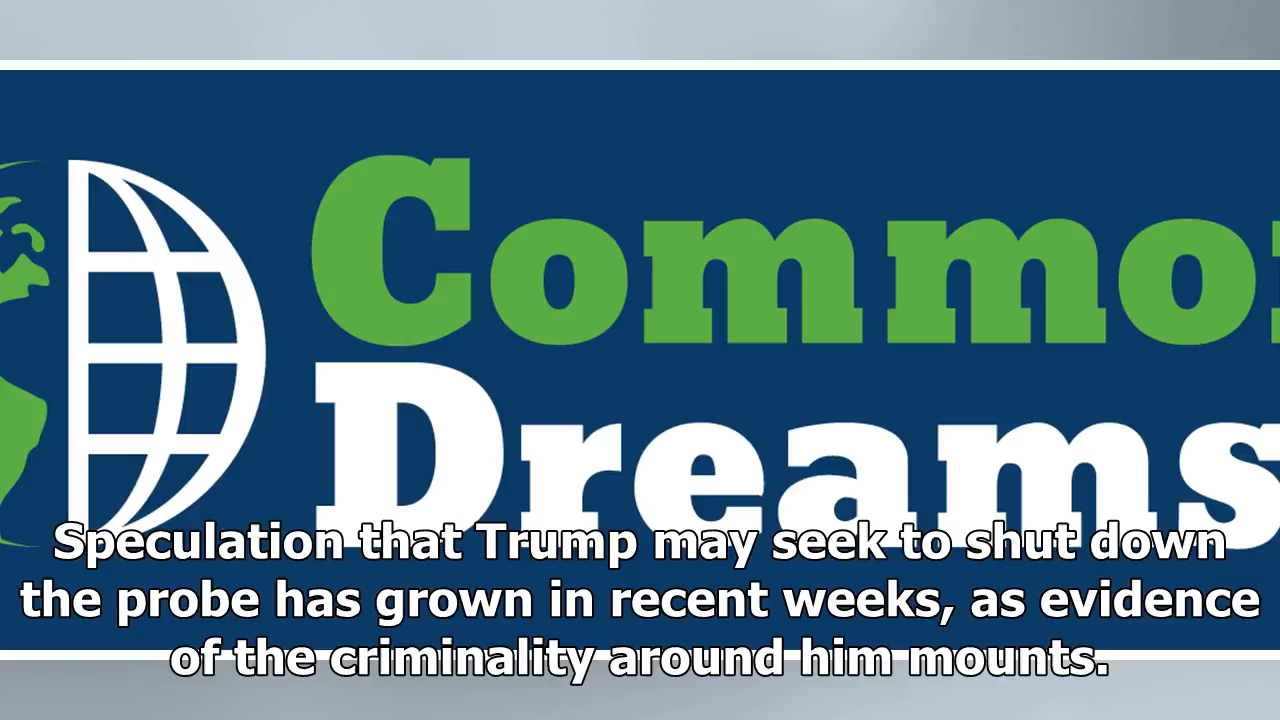 Commo
Dreams
Speculation that Trump may seek to shut down
the probe has grown in recent weeks, as evidence
of the criminality around him mounts.